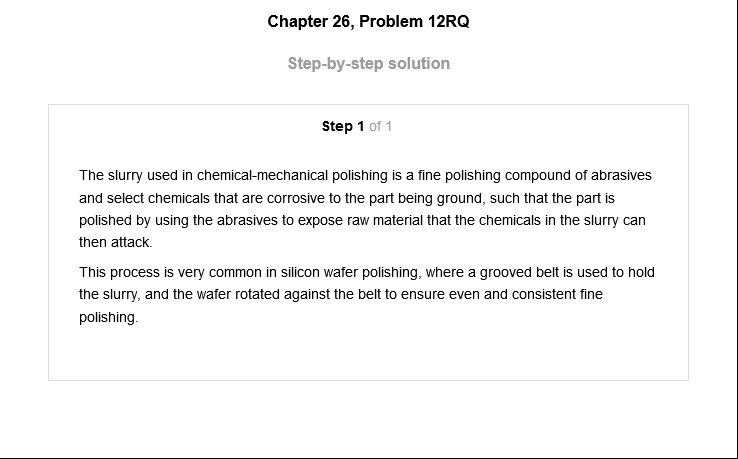 Chapter 26, Problem 12RQ
Step-by-step solution
Step 1 of 1
The slurry used in chemical-mechanical polishing is a fine polishing compound of abrasives
and select chemicals that are corrosive to the part being ground, such that the part is
polished by using the abrasives to expose raw material that the chemicals in the slurry can
then attack.
This process is very common in silicon wafer polishing, where a grooved belt is used to hold
the slurry, and the wafer rotated against the belt to ensure even and consistent fine
polishing.